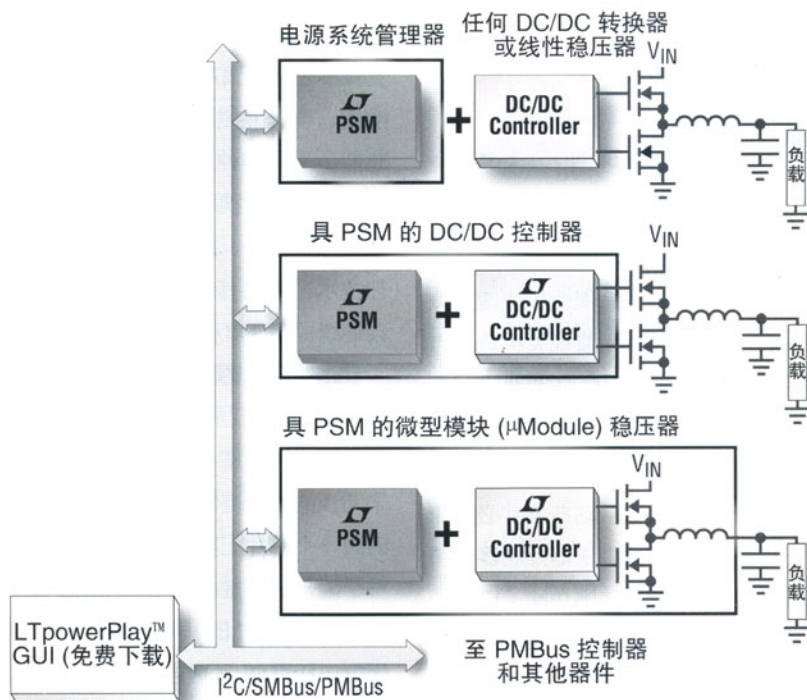 电源系统管理器
任何 DC/DC 转换器
或线性稳压器
VIN
PSM
+
DC/DC
Controller
负载
具 PSM 的 DC/DC 控制器
VIN
PSM
+
DC/DC
Controller
负载
具 PSM 的微型模块 (µModule) 稳压器
VIN
PSM
+
DC/DC
Controller
负载
LTpowerPlay™
GUI (免费下载)
I²C/SMBus/PMBus
至 PMBus 控制器
和其他器件